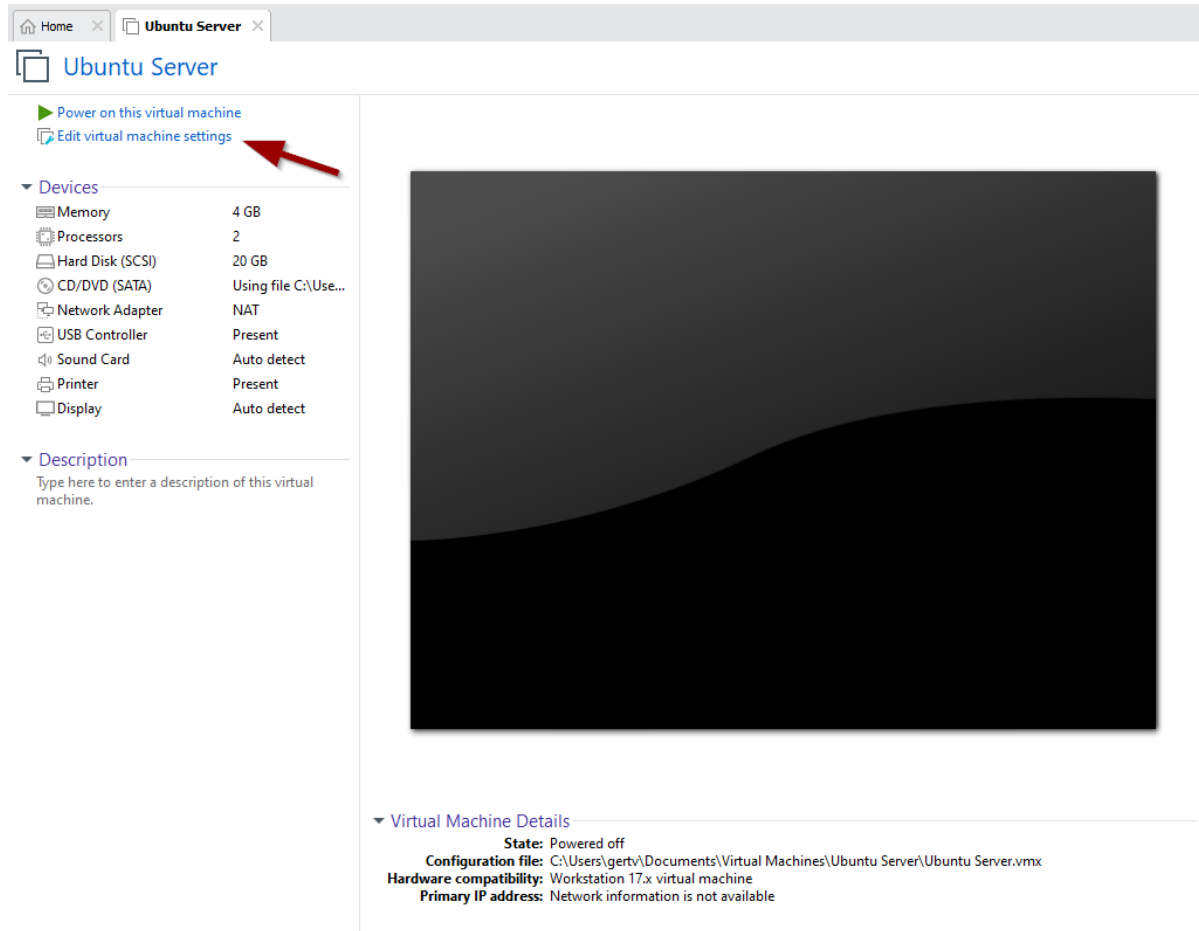 Home
Ubuntu Server
Ubuntu Server
Power on this virtual machine
Edit virtual machine settings
Devices
Memory 4 GB
Processors 2
Hard Disk (SCSI) 20 GB
CD/DVD (SATA) Using file C:\Use...
Network Adapter NAT
USB Controller Present
Sound Card Auto detect
Printer Present
Display Auto detect
Description
Type here to enter a description of this virtual
machine.
Virtual Machine Details
State: Powered off
Configuration file: C:\Users\gertv\Documents\Virtual Machines\Ubuntu Server\Ubuntu Server.vmx
Hardware compatibility: Workstation 17.x virtual machine
Primary IP address: Network information is not available